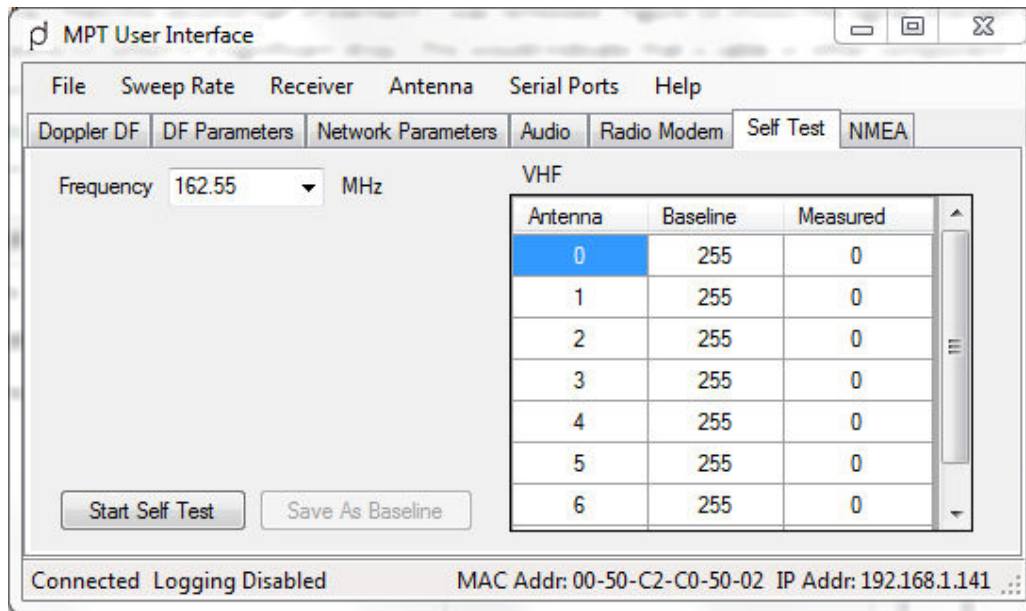 MPT User Interface
File Sweep Rate Receiver Antenna Serial Ports Help
Doppler DF DF Parameters Network Parameters Audio Radio Modem Self Test NMEA
Frequency 162.55 MHz
VHF
Antenna Baseline Measured
0 255 0
1 255 0
2 255 0
3 255 0
4 255 0
5 255 0
6 255 0
Start Self Test Save As Baseline
Connected Logging Disabled MAC Addr: 00-50-C2-C0-50-02 IP Addr: 192.168.1.141